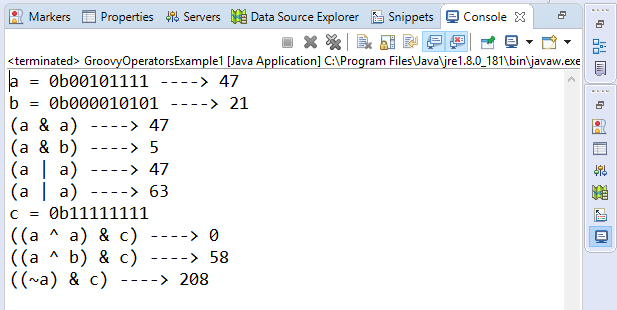 Markers Properties Servers Data Source Explorer Snippets Console
<terminated> GroovyOperatorsExample1 [Java Application] C:\Program Files\Java\jre1.8.0_181\bin\javaw.exe
a = 0b00101111 ----> 47
b = 0b000010101 ----> 21
(a & a) ----> 47
(a & b) ----> 5
(a | a) ----> 47
(a | a) ----> 63
c = 0b11111111
((a ^ a) & c) ----> 0
((a ^ b) & c) ----> 58
((~a) & c) ----> 208